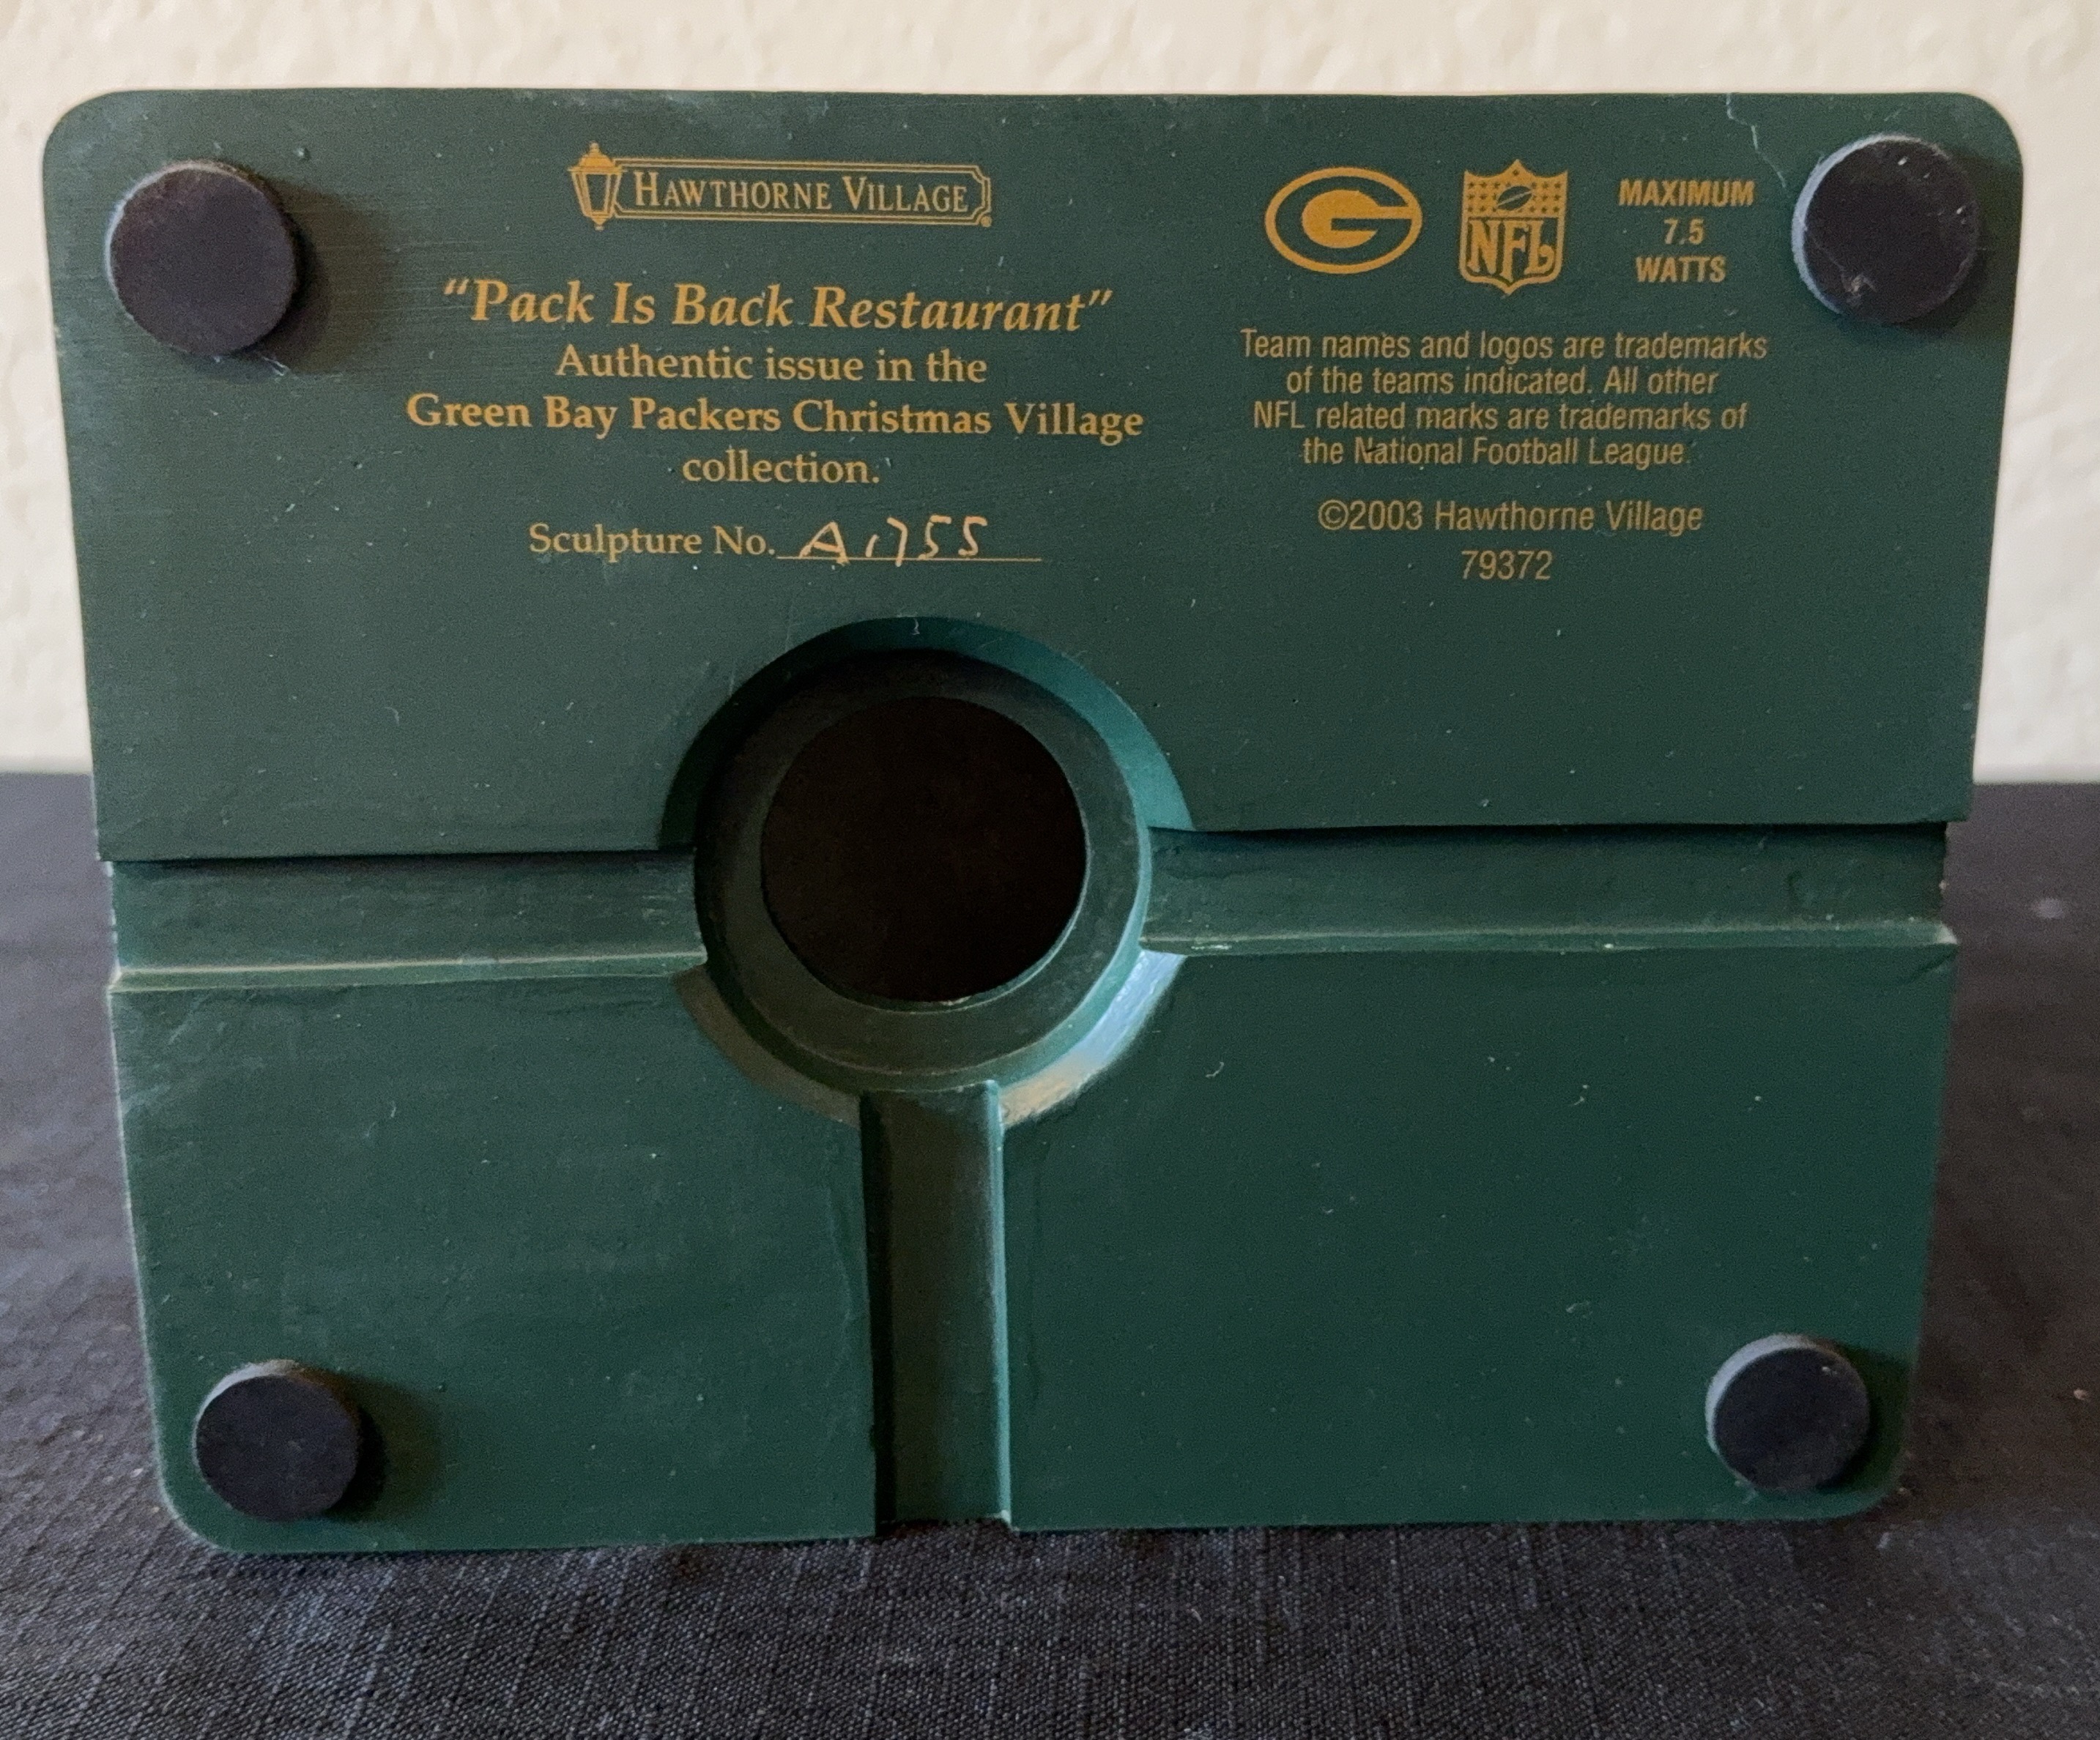 HAWTHORNE VILLAGE
"Pack Is Back Restaurant"
Authentic issue in the
Green Bay Packers Christmas Village
collection.
Sculpture No. A1755
G
NFL
MAXIMUM
7.5
WATTS
Team names and logos are trademarks
of the teams indicated. All other
NFL related marks are trademarks of
the National Football League.
©2003 Hawthorne Village
79372